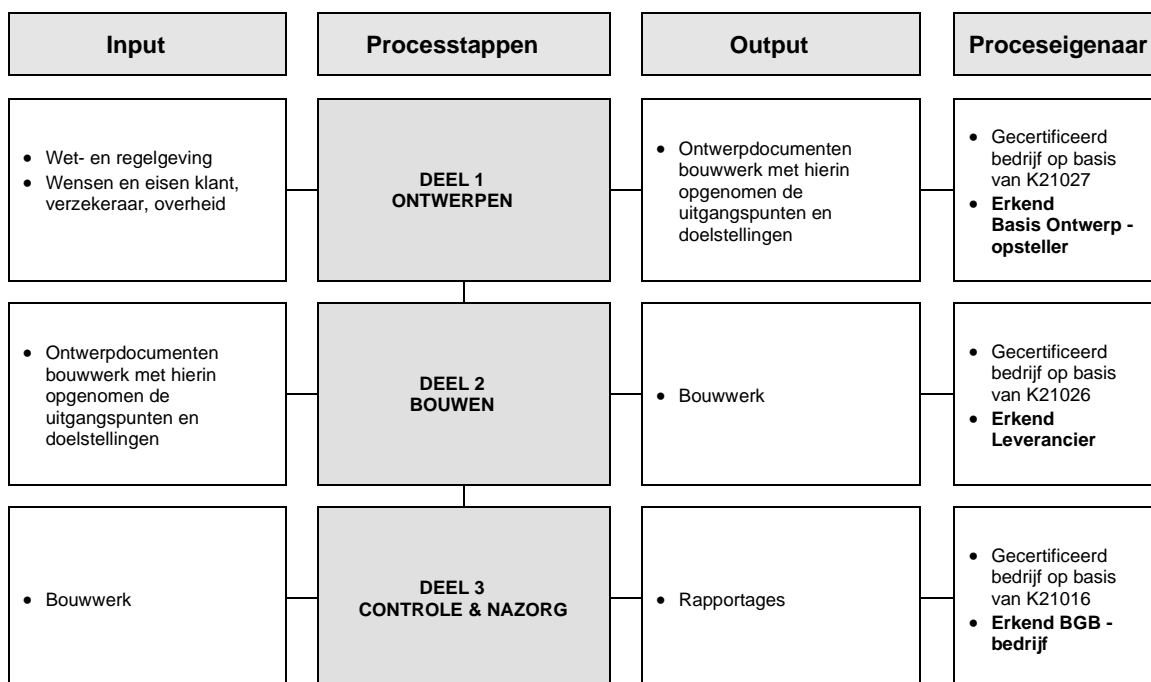 Input
Processtappen
Output
Proceseigenaar
• Wet- en regelgeving
• Wensen en eisen klant,
verzekeraar, overheid
DEEL 1
ONTWERPEN
• Ontwerpdocumenten
bouwwerk met hierin
opgenomen de
uitgangspunten en
doelstellingen
• Gecertificeerd
bedrijf op basis
van K21027
• Erkend
Basis Ontwerp -
opsteller
• Ontwerpdocumenten
bouwwerk met hierin
opgenomen de
uitgangspunten en
doelstellingen
DEEL 2
BOUWEN
• Bouwwerk
• Gecertificeerd
bedrijf op basis
van K21026
• Erkend
Leverancier
• Bouwwerk
DEEL 3
CONTROLE & NAZORG
• Rapportages
• Gecertificeerd
bedrijf op basis
van K21016
• Erkend BGB -
bedrijf